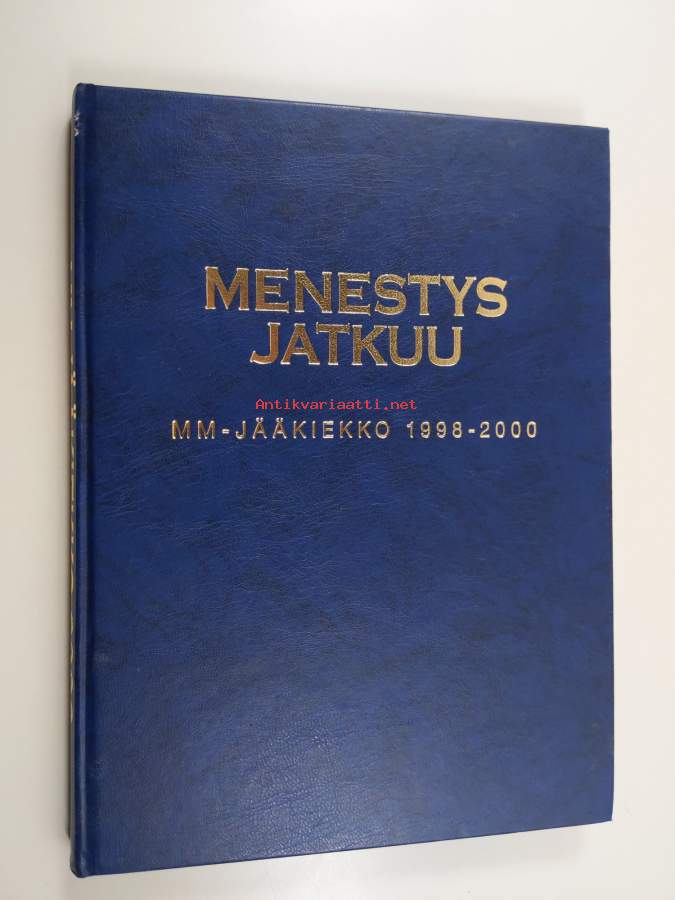 MENESTYS
JATKUU
Antikvariaatti.net
MM-JÄÄKIEKKO 1998-2000